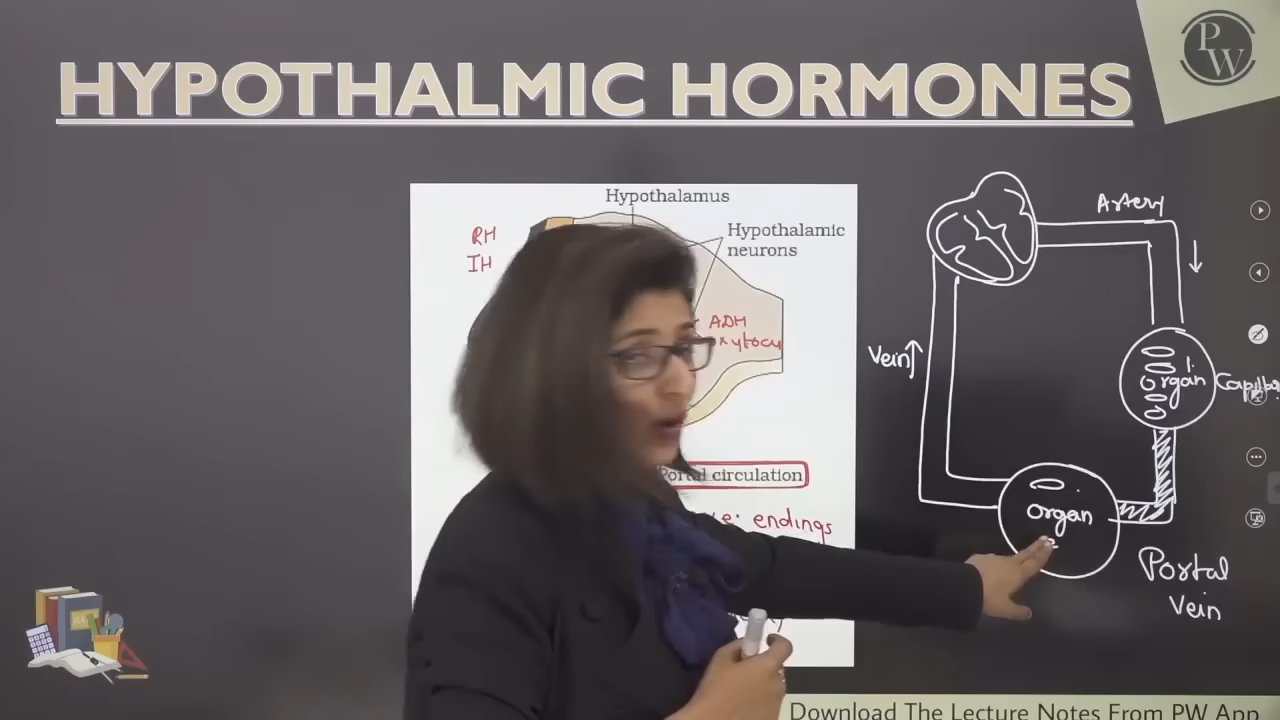 PW
HYPOTHALMIC HORMONES
Hypothalamus
RH
IH
Hypothalamic
neurons
ADH
Portal circulation
endings
Artery
Vein
organ
organ
Portal
Vein
Download The Lecture Notes From PW App